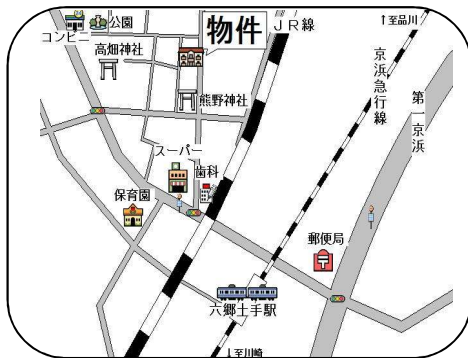 公園
コンビニ
高畑神社
物件
JR線
↑至品川
京浜急行線
第一京浜
熊野神社
スーパー
歯科
保育園
郵便局
六郷土手駅
↓至川崎